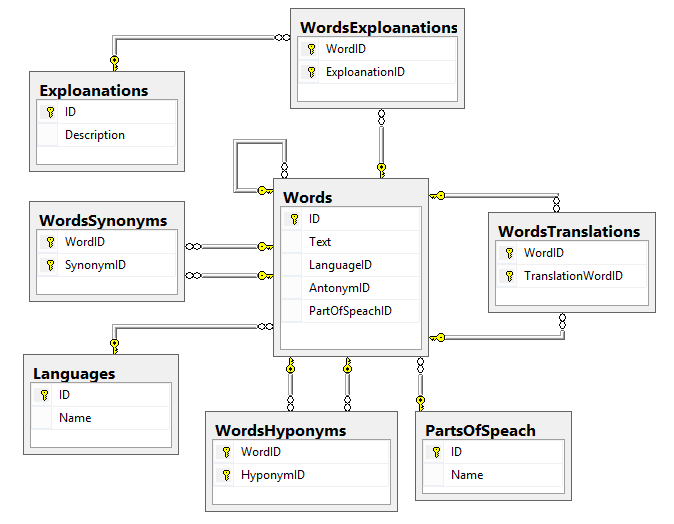 WordsExploanations
WordID
ExploanationID
Exploanations
ID
Description
Words
ID
Text
LanguageID
AntonymID
PartOfSpeachID
WordsSynonyms
WordID
SynonymID
WordsTranslations
WordID
TranslationWordID
Languages
ID
Name
WordsHyponyms
WordID
HyponymID
PartsOfSpeach
ID
Name